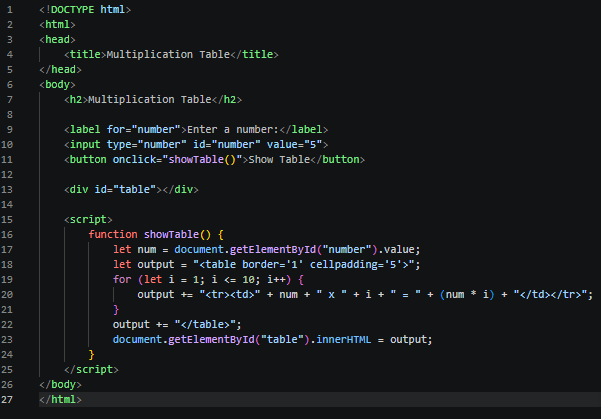 1 <!DOCTYPE html>
2 <html>
3 <head>
4     <title>Multiplication Table</title>
5 </head>
6 <body>
7     <h2>Multiplication Table</h2>
8
9     <label for="number">Enter a number:</label>
10     <input type="number" id="number" value="5">
11     <button onclick="showTable()">Show Table</button>
12
13     <div id="table"></div>
14
15     <script>
16         function showTable() {
17             let num = document.getElementById("number").value;
18             let output = "<table border='1' cellpadding='5'>";
19             for (let i = 1; i <= 10; i++) {
20                 output += "<tr><td>" + num + " x " + i + " = " + (num * i) + "</td></tr>";
21             }
22             output += "</table>";
23             document.getElementById("table").innerHTML = output;
24         }
25     </script>
26 </body>
27 </html>